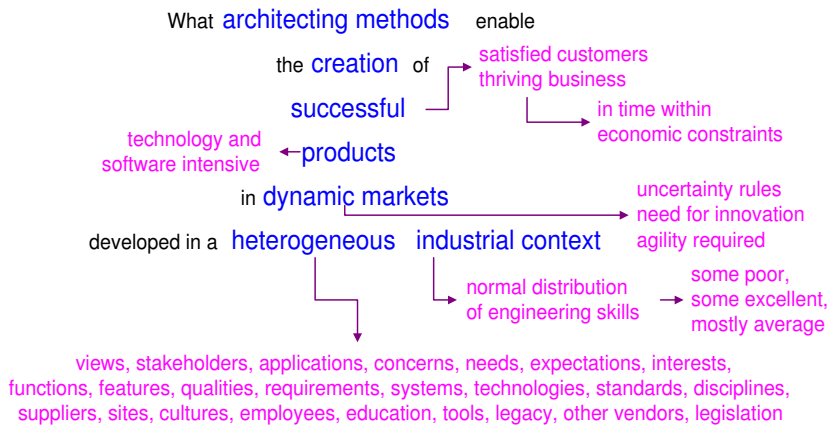 What architecting methods enable
the creation of
satisfied customers
thriving business
successful
in time within
economic constraints
technology and
software intensive
products
in dynamic markets
uncertainty rules
need for innovation
agility required
developed in a heterogeneous industrial context
normal distribution
of engineering skills
some poor,
some excellent,
mostly average
views, stakeholders, applications, concerns, needs, expectations, interests,
functions, features, qualities, requirements, systems, technologies, standards, disciplines,
suppliers, sites, cultures, employees, education, tools, legacy, other vendors, legislation